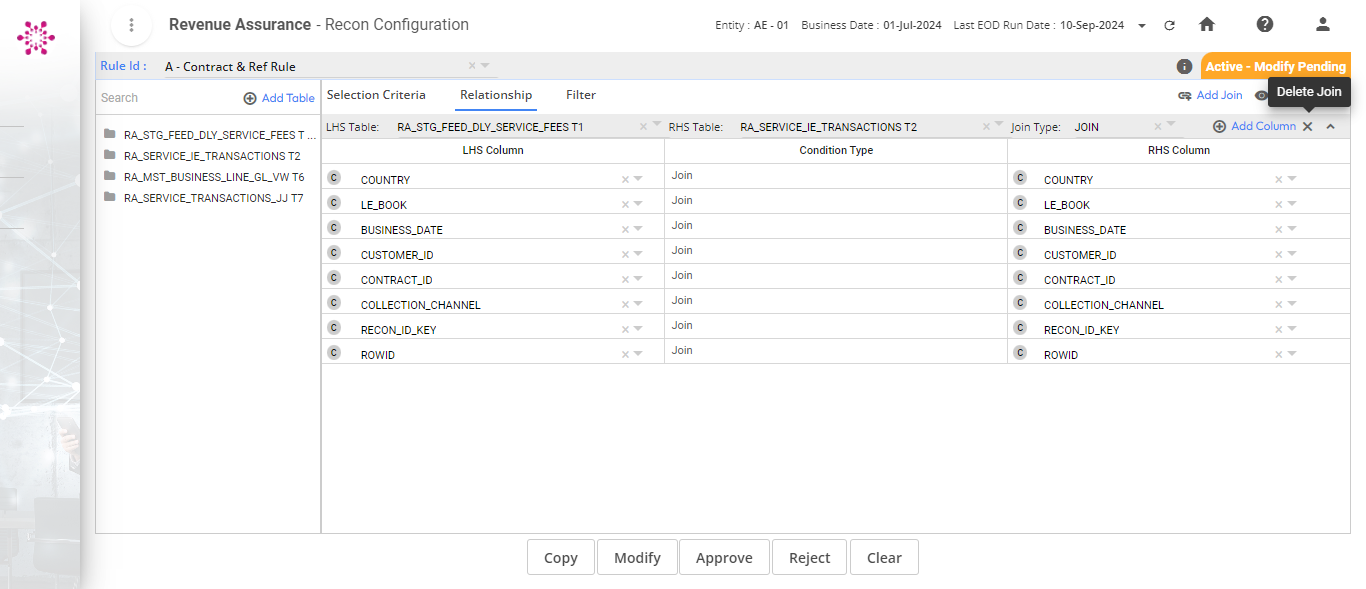 Revenue Assurance - Recon Configuration
Entity : AE - 01 Business Date : 01-Jul-2024 Last EOD Run Date : 10-Sep-2024
Rule Id : A - Contract & Ref Rule
Active - Modify Pending
Search Add Table
Selection Criteria Relationship Filter
Add Join
Delete Join
RA_STG_FEED_DLY_SERVICE_FEES T ...
RA_SERVICE_IE_TRANSACTIONS T2
RA_MST_BUSINESS_LINE_GL_VW T6
RA_SERVICE_TRANSACTIONS_JJ T7
LHS Table: RA_STG_FEED_DLY_SERVICE_FEES T1 RHS Table: RA_SERVICE_IE_TRANSACTIONS T2 Join Type: JOIN Add Column
LHS Column Condition Type RHS Column
C COUNTRY Join C COUNTRY
C LE_BOOK Join C LE_BOOK
C BUSINESS_DATE Join C BUSINESS_DATE
C CUSTOMER_ID Join C CUSTOMER_ID
C CONTRACT_ID Join C CONTRACT_ID
C COLLECTION_CHANNEL Join C COLLECTION_CHANNEL
C RECON_ID_KEY Join C RECON_ID_KEY
C ROWID Join C ROWID
Copy Modify Approve Reject Clear